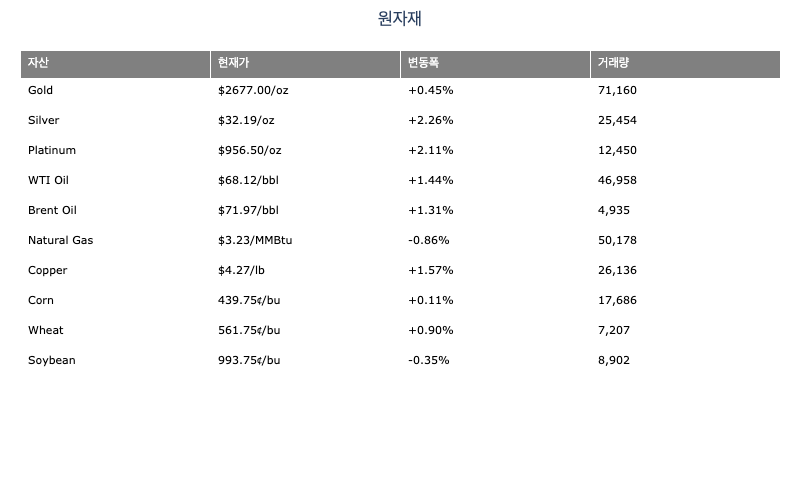 원자재
자산 현재가 변동폭 거래량
Gold $2677.00/oz +0.45% 71,160
Silver $32.19/oz +2.26% 25,454
Platinum $956.50/oz +2.11% 12,450
WTI Oil $68.12/bbl +1.44% 46,958
Brent Oil $71.97/bbl +1.31% 4,935
Natural Gas $3.23/MMBtu -0.86% 50,178
Copper $4.27/lb +1.57% 26,136
Corn 439.75¢/bu +0.11% 17,686
Wheat 561.75¢/bu +0.90% 7,207
Soybean 993.75¢/bu -0.35% 8,902